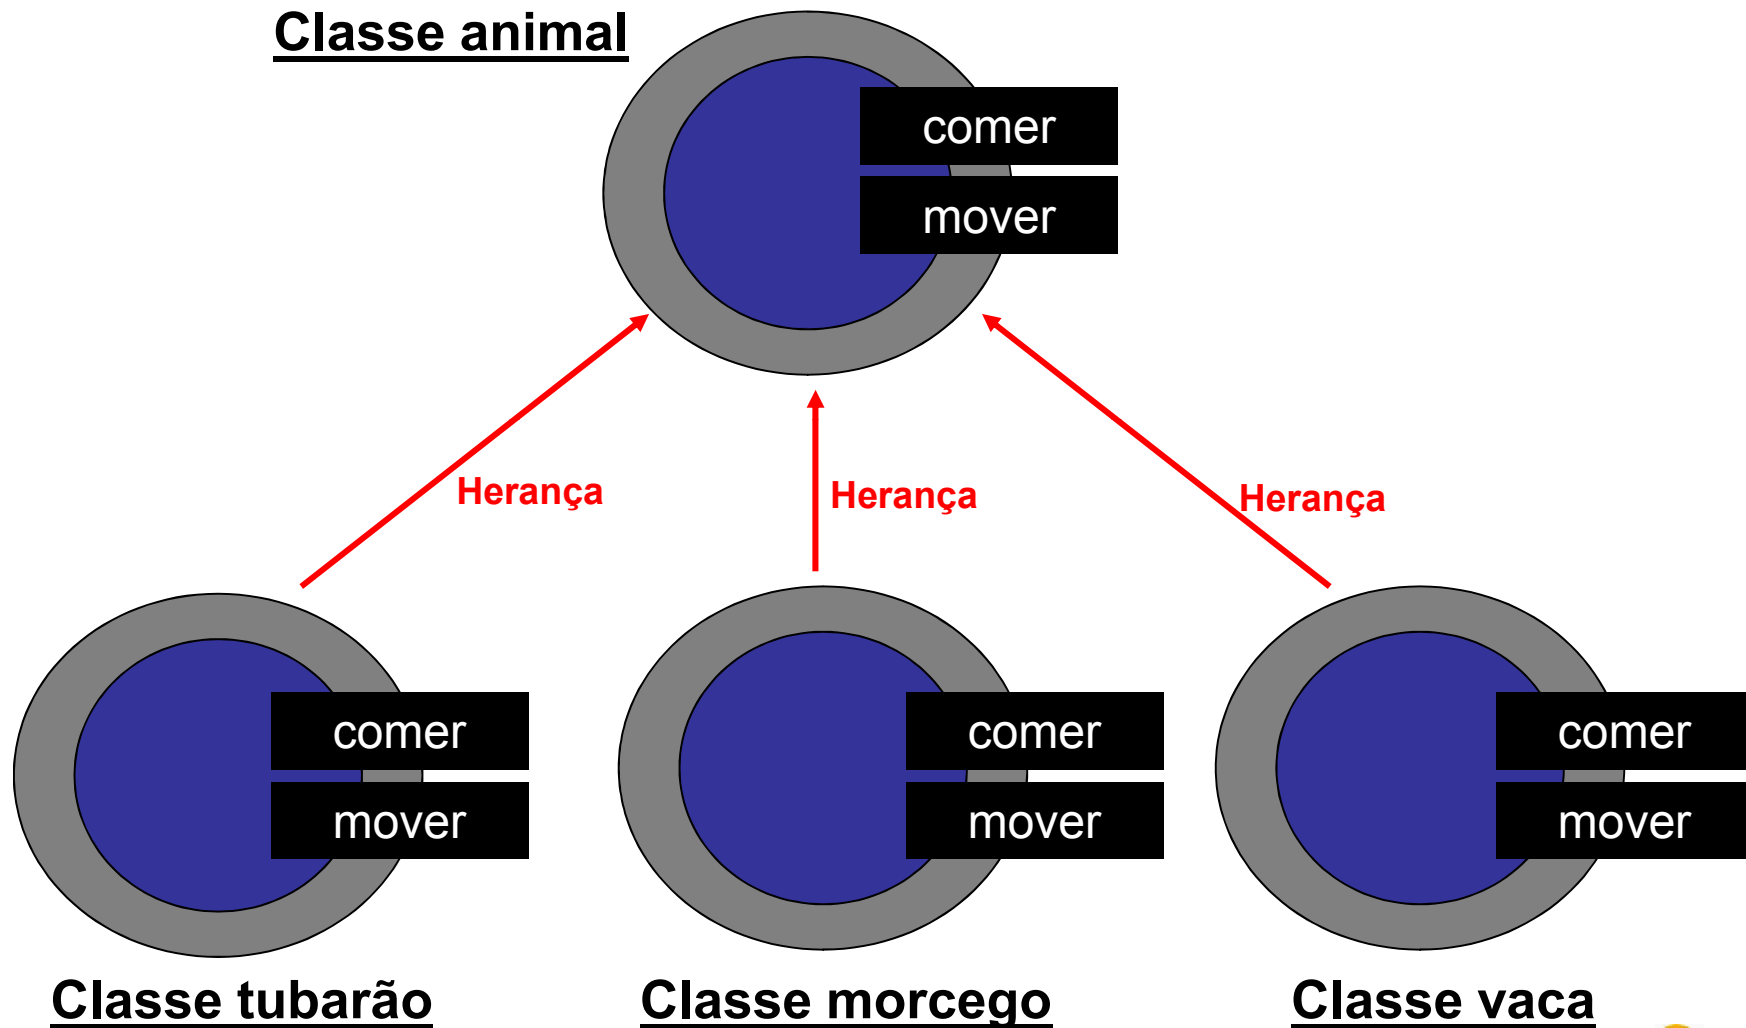 Classe animal
comer
mover
Herança
Herança
Herança
comer
mover
comer
mover
comer
mover
Classe tubarão
Classe morcego
Classe vaca